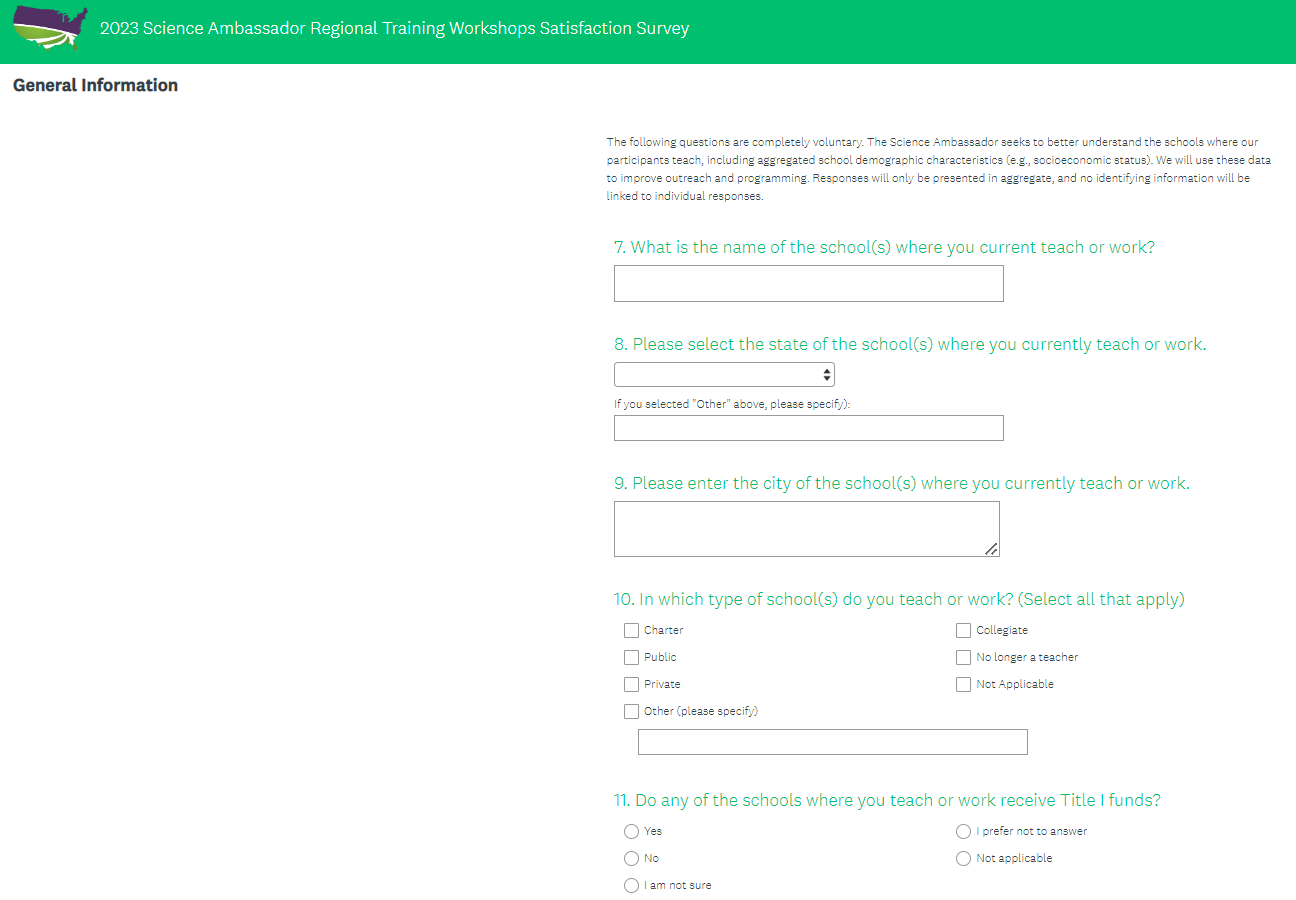 2023 Science Ambassador Regional Training Workshops Satisfaction Survey
General Information
The following questions are completely voluntary. The Science Ambassador seeks to better understand the schools where our
participants teach, including aggregated school demographic characteristics (e.g., socioeconomic status). We will use these data
to improve outreach and programming. Responses will only be presented in aggregate, and no identifying information will be
linked to individual responses.
7. What is the name of the school(s) where you current teach or work?
8. Please select the state of the school(s) where you currently teach or work.
If you selected "Other" above, please specify):
9. Please enter the city of the school(s) where you currently teach or work.
10. In which type of school(s) do you teach or work? (Select all that apply)
Charter
Public
Private
Other (please specify)
Collegiate
No longer a teacher
Not Applicable
11. Do any of the schools where you teach or work receive Title I funds?
Yes
No
I am not sure
I prefer not to answer
Not applicable